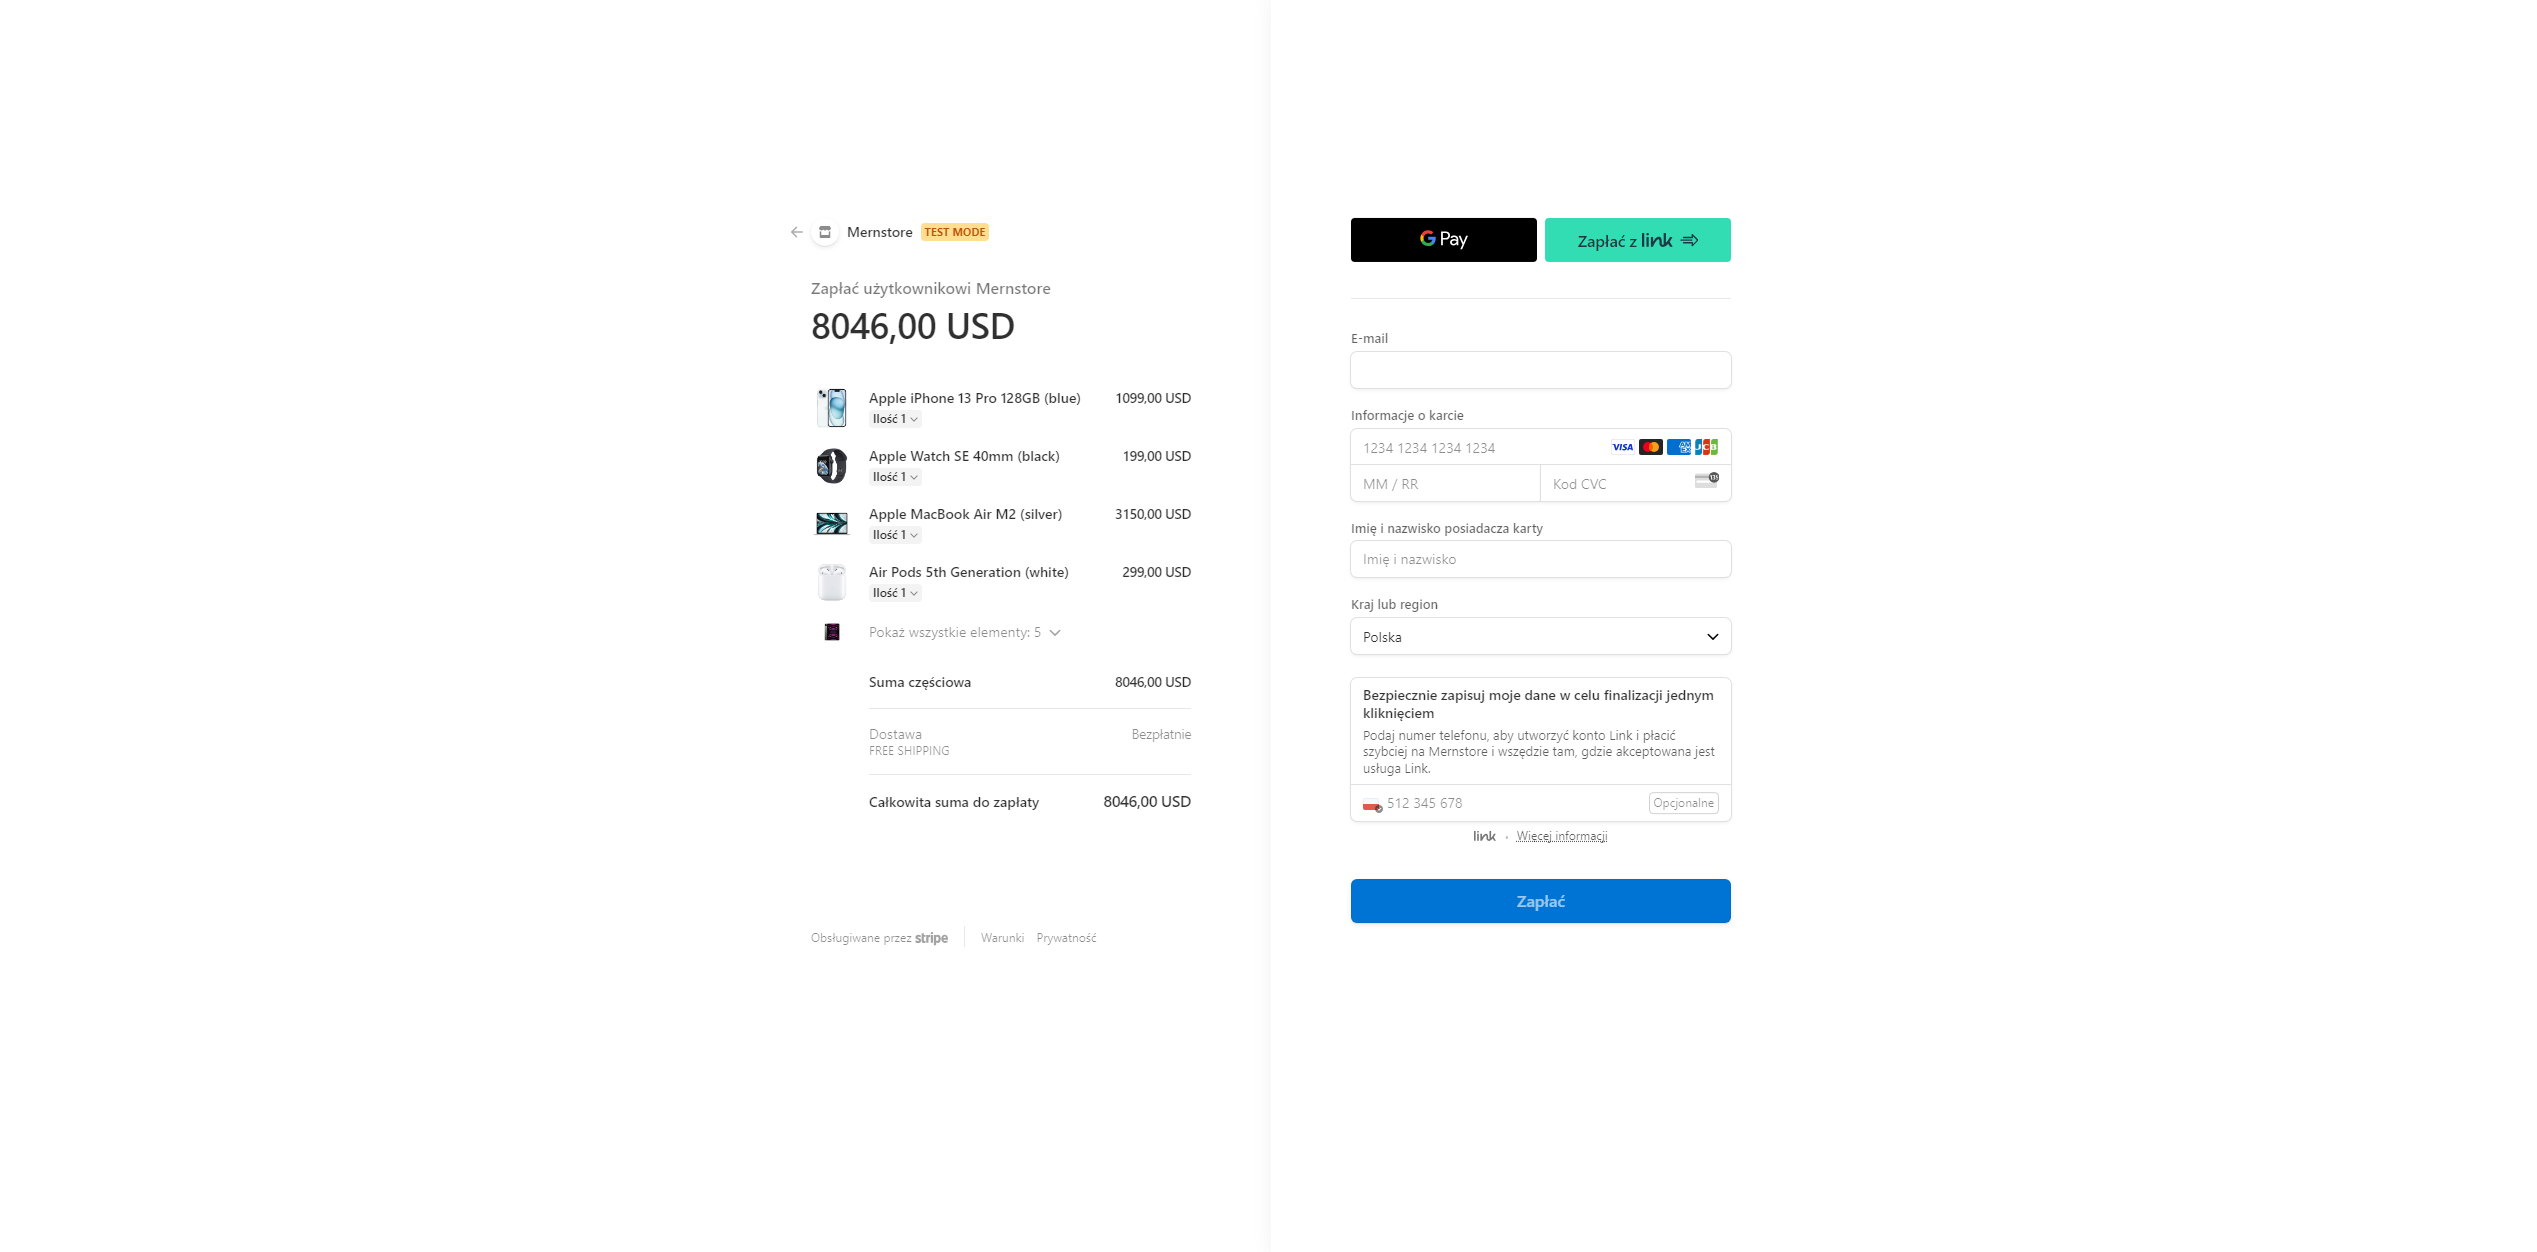 Mernstore TEST MODE
Zapłać użytkownikowi Mernstore
8046,00 USD
Apple iPhone 13 Pro 128GB (blue) 1099,00 USD
Ilość 1
Apple Watch SE 40mm (black) 199,00 USD
Ilość 1
Apple MacBook Air M2 (silver) 3150,00 USD
Ilość 1
Air Pods 5th Generation (white) 299,00 USD
Ilość 1
Pokaż wszystkie elementy: 5
Suma częściowa 8046,00 USD
Dostawa Bezpłatnie
FREE SHIPPING
Całkowita suma do zapłaty 8046,00 USD
Obsługiwane przez stripe Warunki Prywatność
G Pay Zapłać z link
E-mail
Informacje o karcie
1234 1234 1234 1234 VISA AMEX JCB
MM / RR Kod CVC
Imię i nazwisko posiadacza karty
Imię i nazwisko
Kraj lub region
Polska
Bezpiecznie zapisuj moje dane w celu finalizacji jednym
kliknięciem
Podaj numer telefonu, aby utworzyć konto Link i płacić
szybciej na Mernstore i wszędzie tam, gdzie akceptowana jest
usługa Link.
512 345 678 Opcjonalne
link • Więcej informacji
Zapłać